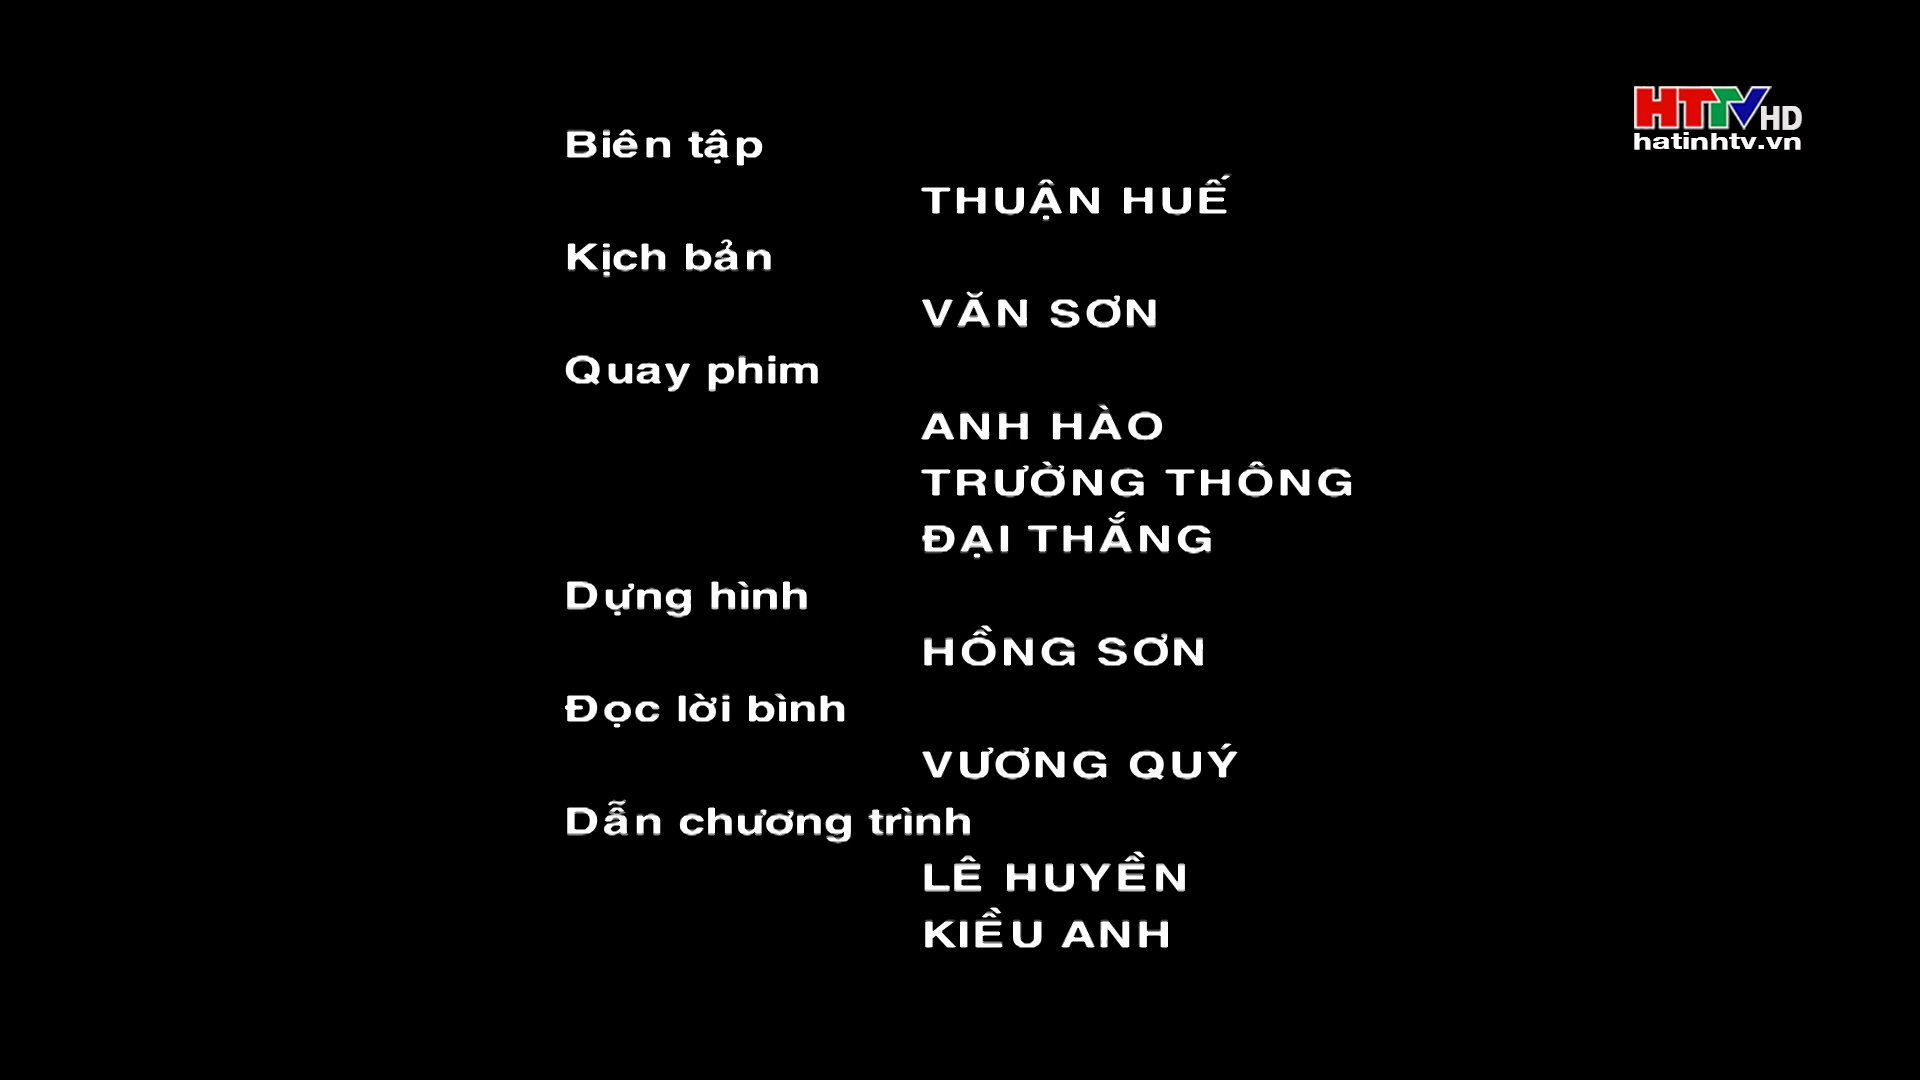 HTTV HD
hatinhtv.vn
Biên tập
THUẬN HUẾ
Kịch bản
VĂN SƠN
Quay phim
ANH HÀO
TRƯỜNG THÔNG
ĐẠI THẮNG
Dựng hình
HỒNG SƠN
Đọc lời bình
VƯƠNG QUÝ
Dẫn chương trình
LÊ HUYỀN
KIỀU ANH